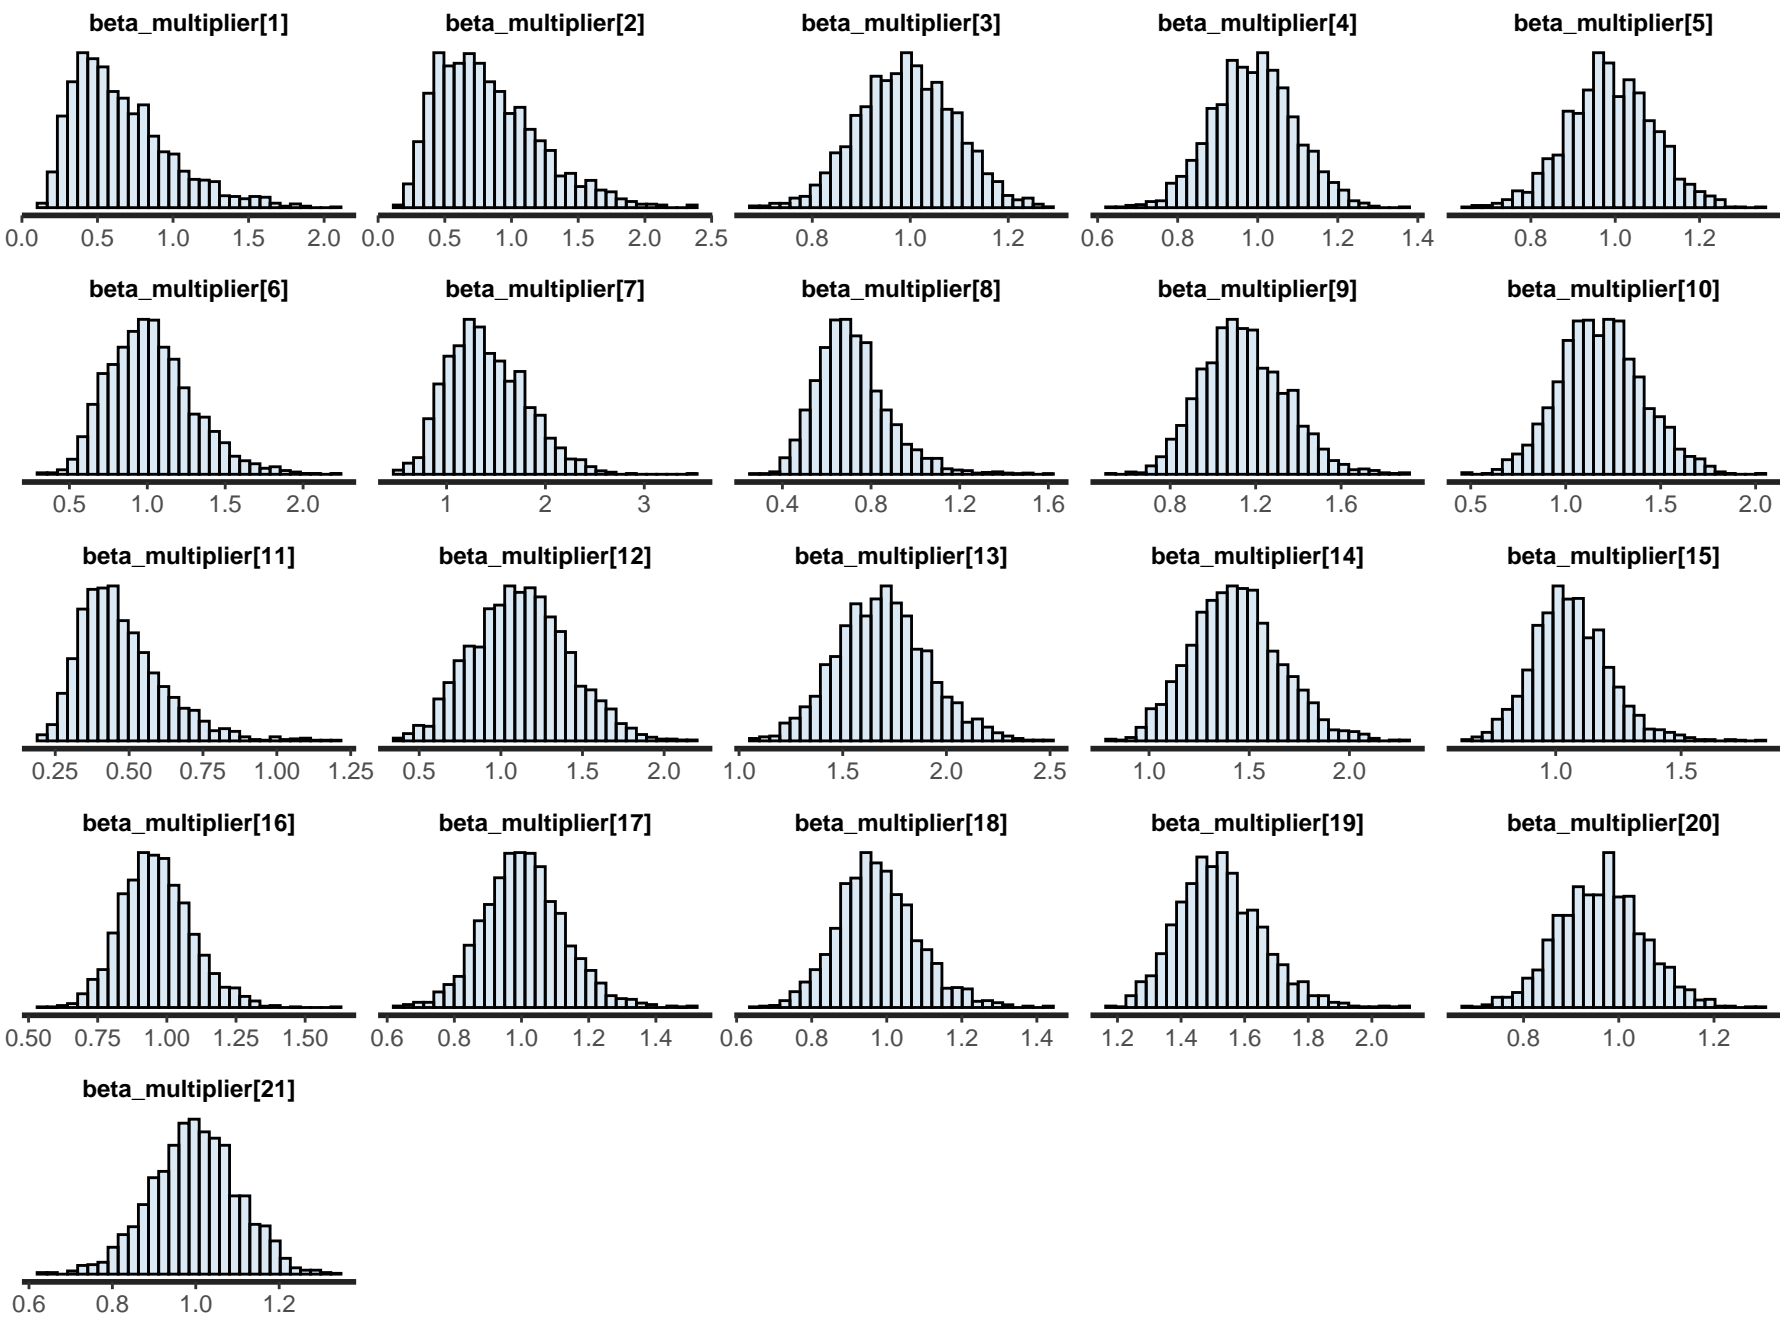 beta_multiplier[1] beta_multiplier[2] beta_multiplier[3] beta_multiplier[4] beta_multiplier[5]
0.0 0.5 1.0 1.5 2.0 0.0 0.5 1.0 1.5 2.0 2.5 0.8 1.0 1.2 0.6 0.8 1.0 1.2 1.4 0.8 1.0 1.2
beta_multiplier[6] beta_multiplier[7] beta_multiplier[8] beta_multiplier[9] beta_multiplier[10]
0.5 1.0 1.5 2.0 1 2 3 0.4 0.8 1.2 1.6 0.8 1.2 1.6 0.5 1.0 1.5 2.0
beta_multiplier[11] beta_multiplier[12] beta_multiplier[13] beta_multiplier[14] beta_multiplier[15]
0.25 0.50 0.75 1.00 1.25 0.5 1.0 1.5 2.0 1.0 1.5 2.0 2.5 1.0 1.5 2.0 1.0 1.5
beta_multiplier[16] beta_multiplier[17] beta_multiplier[18] beta_multiplier[19] beta_multiplier[20]
0.50 0.75 1.00 1.25 1.50 0.6 0.8 1.0 1.2 1.4 0.6 0.8 1.0 1.2 1.4 1.2 1.4 1.6 1.8 2.0 0.8 1.0 1.2
beta_multiplier[21]
0.6 0.8 1.0 1.2